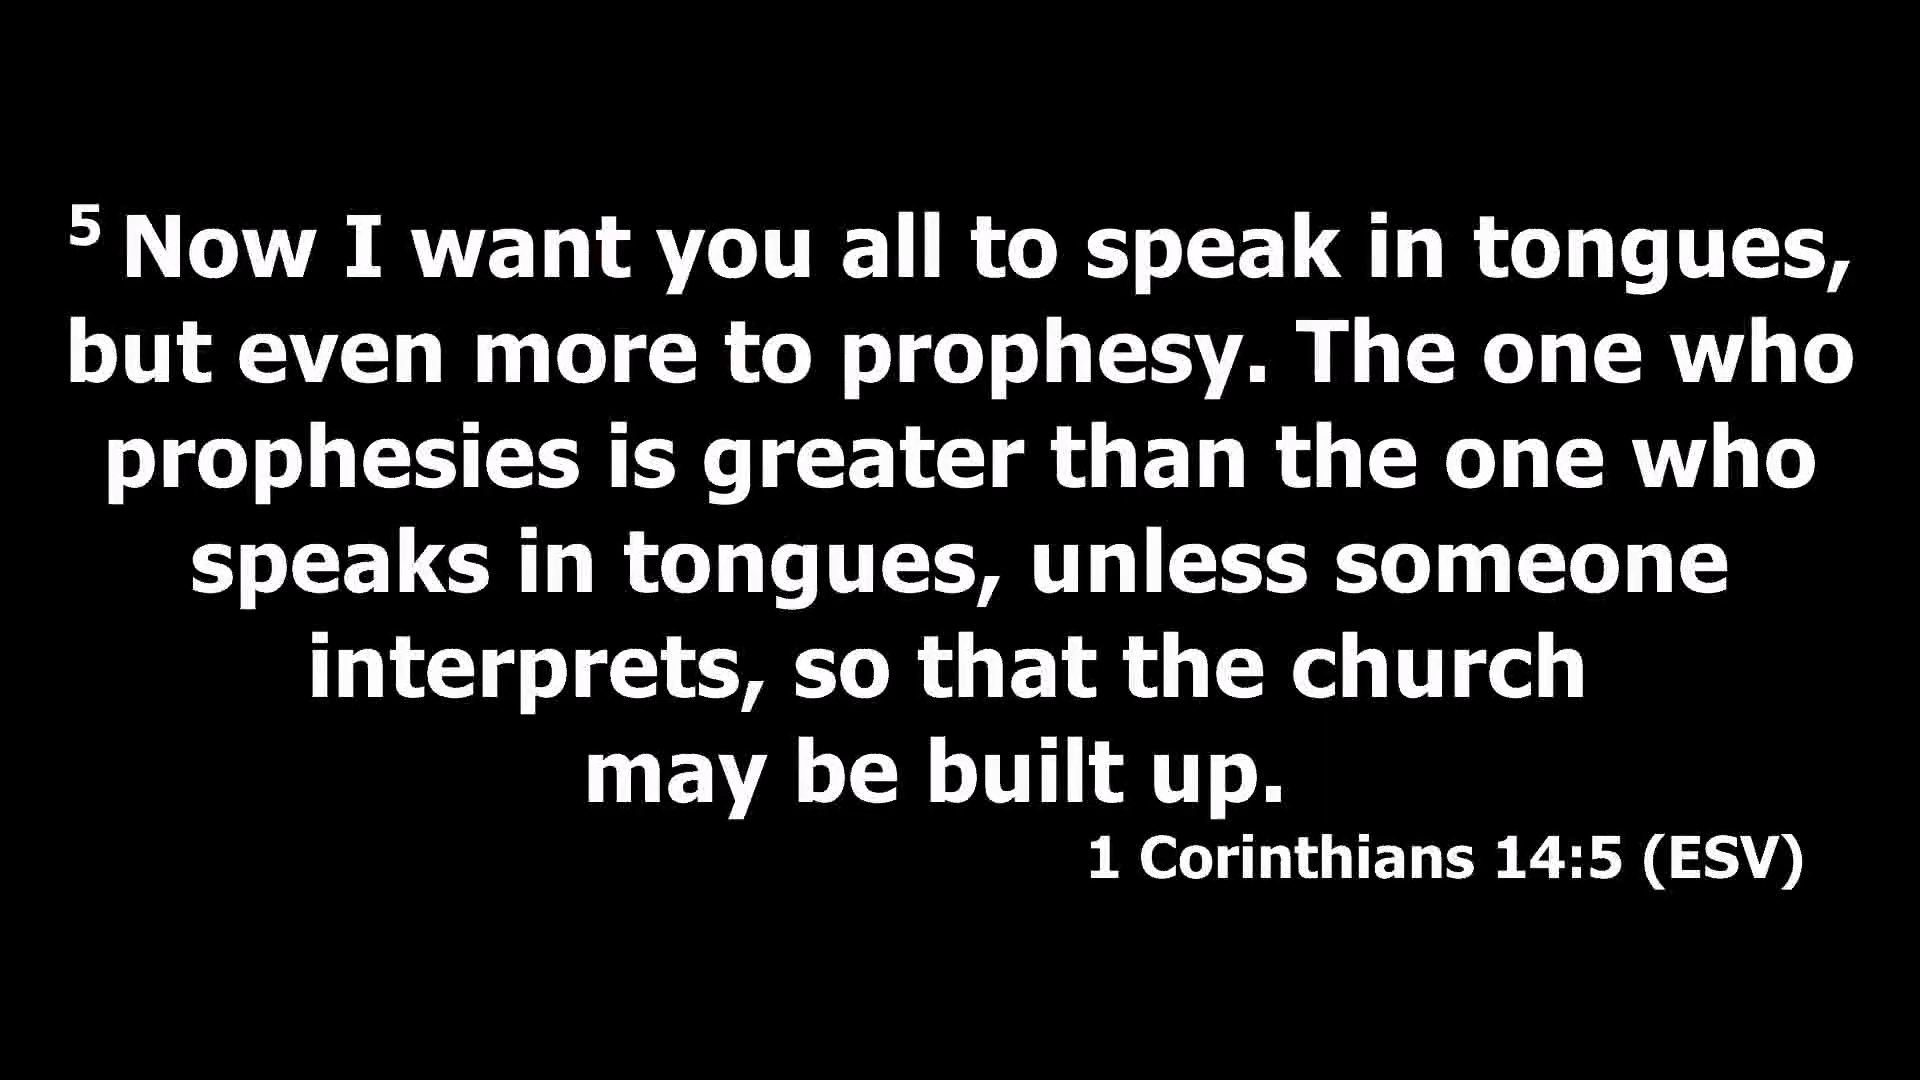 5 Now I want you all to speak in tongues,
but even more to prophesy. The one who
prophesies is greater than the one who
speaks in tongues, unless someone
interprets, so that the church
may be built up.
1 Corinthians 14:5 (ESV)